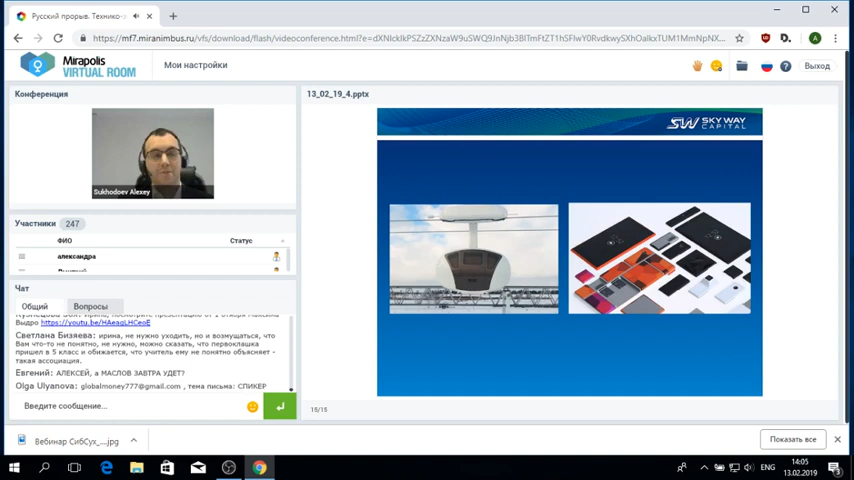 Русский прорыв. Технико-э
https://mf7.miranimbus.ru/vfs/download/flash/videoconference.html?
Mirapolis
VIRTUAL ROOM
Мои настройки
Выход
Конференция
Sukhodoev Alexey
13_02_19_4.pptx
SW SKY WAY
CAPITAL
Участники 247
ФИО Статус
александра
Чат
Общий Вопросы
Выдро https://youtu.be/HAeaqLHCeoE
Светлана Бизяева: ирина, не нужно уходить, но и возмущаться, что
Вам что-то не понятно, не нужно, можно сказать, что первоклашка
пришел в 5 класс и обижается, что учитель ему не понятно объясняет -
такая ассоциация.
Евгений: АЛЕКСЕЙ, а МАСЛОВ ЗАВТРА УДЕТ?
Olga Ulyanova: globalmoney777@gmail.com , тема письма: СПИКЕР
Введите сообщение...
15/15
Вебинар СибСух_....jpg
Показать все
ENG
14:05
13.02.2019
3